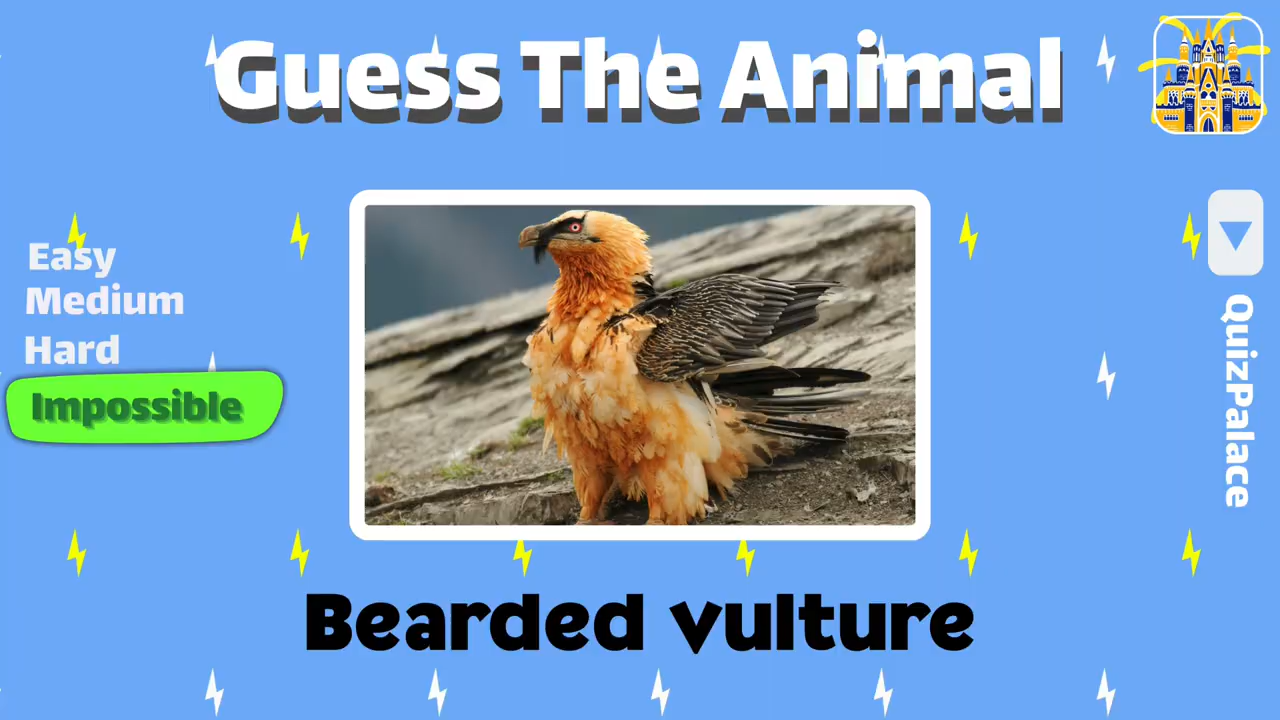 Guess The Animal
Easy
Medium
Hard
Impossible
QuizPalace
Bearded vulture